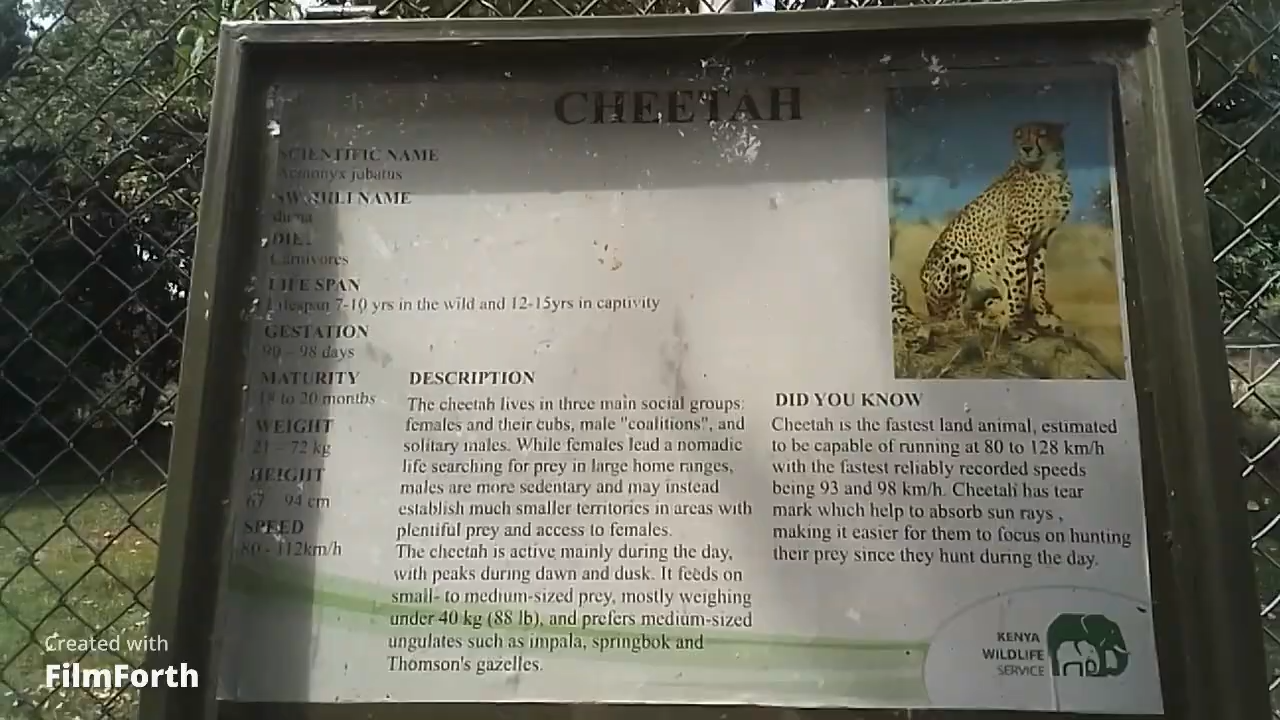 CHEETAH
SCIENTIFIC NAME
Acinonyx jubatus
SWAHILI NAME
duma
DIET
Carnivores
LIFE SPAN
Lifespan 7-10 yrs in the wild and 12-15yrs in captivity
GESTATION
90 – 98 days
MATURITY
18 to 20 months
WEIGHT
21 – 72 kg
HEIGHT
67 94 cm
SPEED
80 - 112km/h
DESCRIPTION
The cheetah lives in three main social groups:
females and their cubs, male "coalitions", and
solitary males. While females lead a nomadic
life searching for prey in large home ranges,
males are more sedentary and may instead
establish much smaller territories in areas with
plentiful prey and access to females.
The cheetah is active mainly during the day,
with peaks during dawn and dusk. It feeds on
small- to medium-sized prey, mostly weighing
under 40 kg (88 lb), and prefers medium-sized
ungulates such as impala, springbok and
Thomson's gazelles.
DID YOU KNOW
Cheetah is the fastest land animal, estimated
to be capable of running at 80 to 128 km/h
with the fastest reliably recorded speeds
being 93 and 98 km/h. Cheetah has tear
mark which help to absorb sun rays ,
making it easier for them to focus on hunting
their prey since they hunt during the day.
KENYA
WILDLIFE
SERVICE
Created with
FilmForth